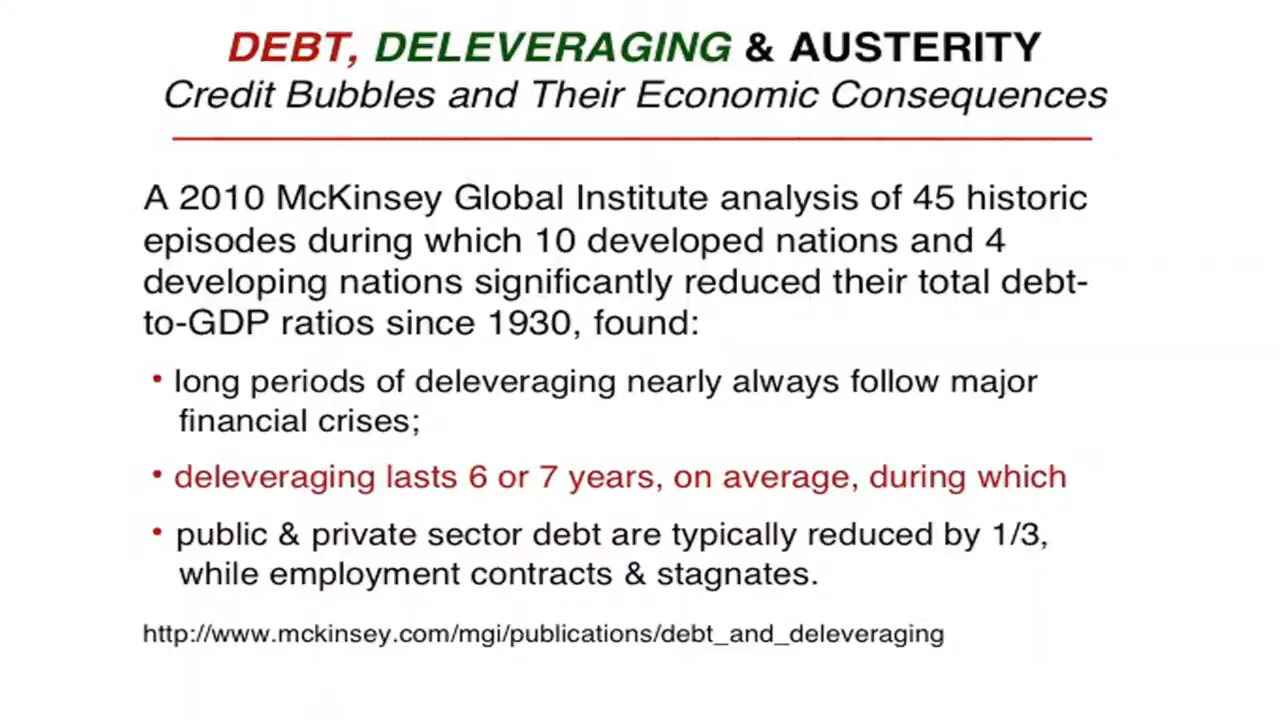 DEBT, DELEVERAGING & AUSTERITY
Credit Bubbles and Their Economic Consequences
A 2010 McKinsey Global Institute analysis of 45 historic
episodes during which 10 developed nations and 4
developing nations significantly reduced their total debt-
to-GDP ratios since 1930, found:
• long periods of deleveraging nearly always follow major
financial crises;
• deleveraging lasts 6 or 7 years, on average, during which
• public & private sector debt are typically reduced by 1/3,
while employment contracts & stagnates.
http://www.mckinsey.com/mgi/publications/debt_and_deleveraging